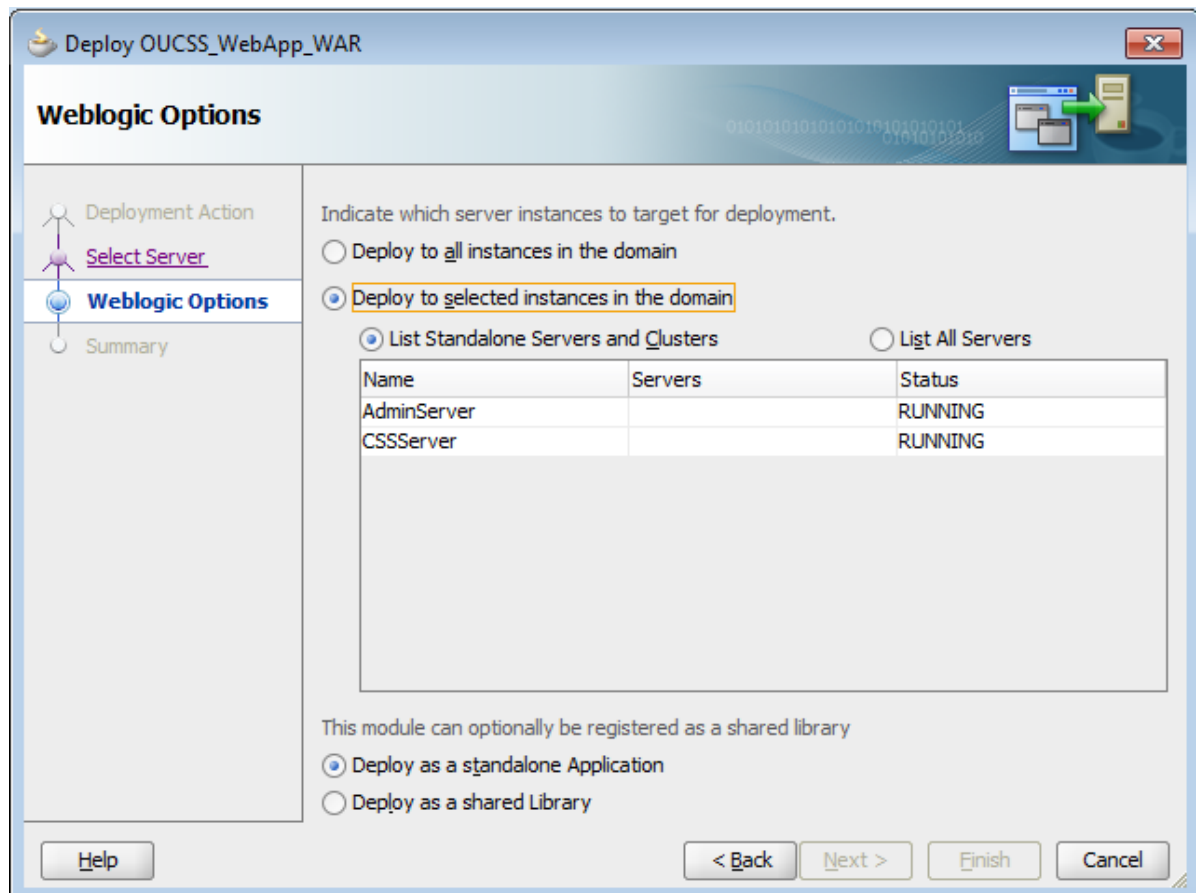 Deploy OUCSS_WebApp_WAR
Weblogic Options
0101010101010101010101010101
01010101010
Deployment Action
Select Server
Weblogic Options
Summary
Indicate which server instances to target for deployment.
Deploy to all instances in the domain
Deploy to selected instances in the domain
List Standalone Servers and Clusters List All Servers
Name Servers Status
AdminServer RUNNING
CSSServer RUNNING
This module can optionally be registered as a shared library
Deploy as a standalone Application
Deploy as a shared Library
Help < Back Next > Finish Cancel